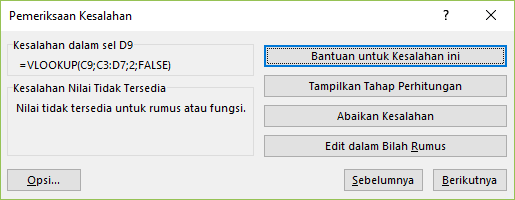 Pemeriksaan Kesalahan
?
Kesalahan dalam sel D9
=VLOOKUP(C9;C3:D7;2;FALSE)
Kesalahan Nilai Tidak Tersedia
Nilai tidak tersedia untuk rumus atau fungsi.
Bantuan untuk Kesalahan ini
Tampilkan Tahap Perhitungan
Abaikan Kesalahan
Edit dalam Bilah Rumus
Opsi...
Sebelumnya
Berikutnya